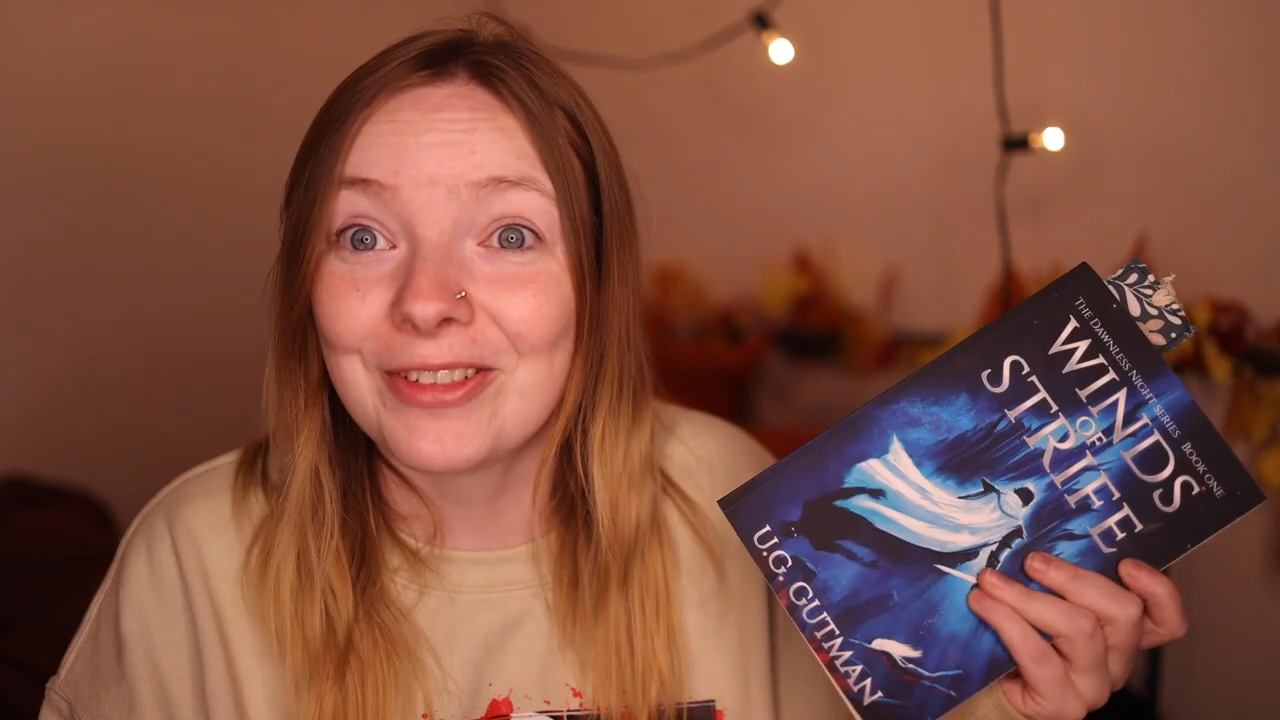 THE DAWNLESS NIGHT SERIES BOOK ONE
WINDS
OF
STRIFE
U.G. GUTMAN